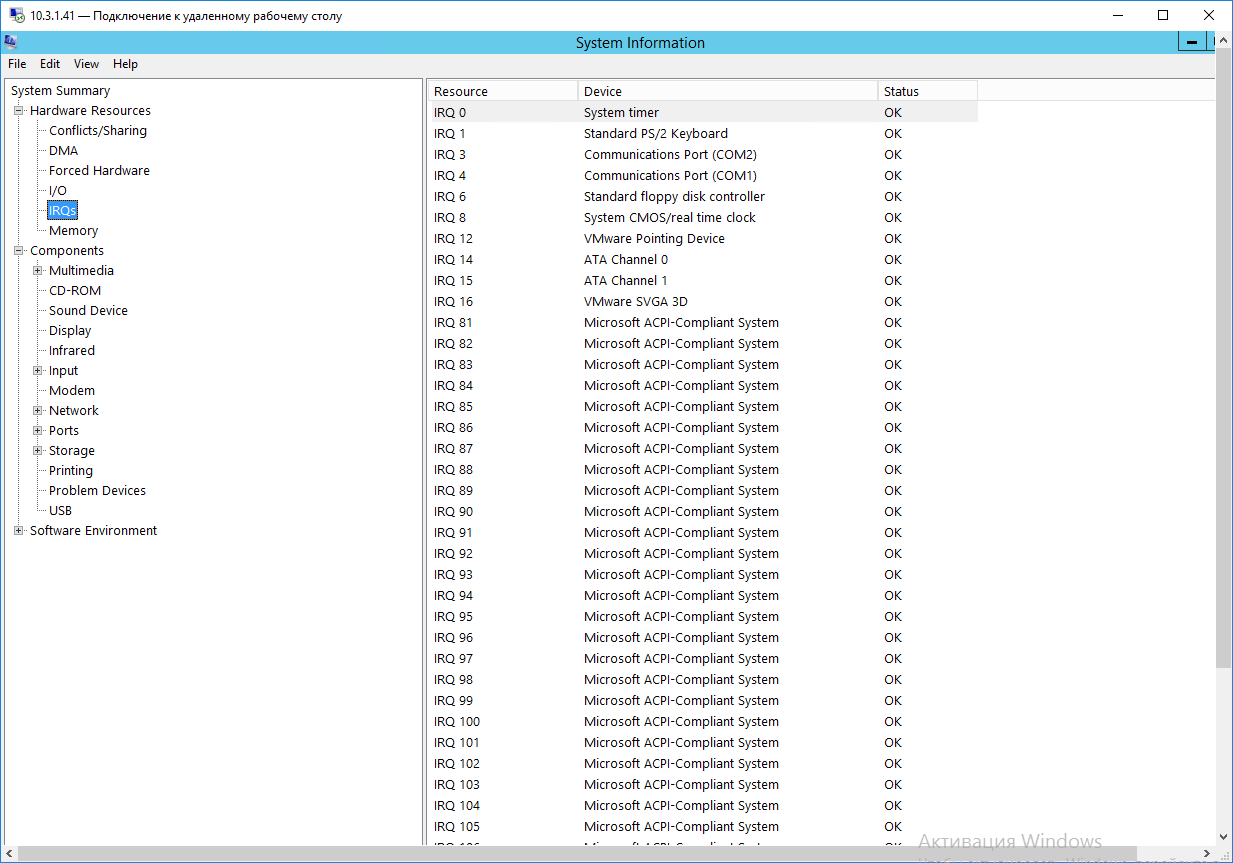 10.3.1.41 — Подключение к удаленному рабочему столу
System Information
File Edit View Help
System Summary
Hardware Resources
Conflicts/Sharing
DMA
Forced Hardware
I/O
IRQs
Memory
Components
Multimedia
CD-ROM
Sound Device
Display
Infrared
Input
Modem
Network
Ports
Storage
Printing
Problem Devices
USB
Software Environment
Resource Device Status
IRQ 0 System timer OK
IRQ 1 Standard PS/2 Keyboard OK
IRQ 3 Communications Port (COM2) OK
IRQ 4 Communications Port (COM1) OK
IRQ 6 Standard floppy disk controller OK
IRQ 8 System CMOS/real time clock OK
IRQ 12 VMware Pointing Device OK
IRQ 14 ATA Channel 0 OK
IRQ 15 ATA Channel 1 OK
IRQ 16 VMware SVGA 3D OK
IRQ 81 Microsoft ACPI-Compliant System OK
IRQ 82 Microsoft ACPI-Compliant System OK
IRQ 83 Microsoft ACPI-Compliant System OK
IRQ 84 Microsoft ACPI-Compliant System OK
IRQ 85 Microsoft ACPI-Compliant System OK
IRQ 86 Microsoft ACPI-Compliant System OK
IRQ 87 Microsoft ACPI-Compliant System OK
IRQ 88 Microsoft ACPI-Compliant System OK
IRQ 89 Microsoft ACPI-Compliant System OK
IRQ 90 Microsoft ACPI-Compliant System OK
IRQ 91 Microsoft ACPI-Compliant System OK
IRQ 92 Microsoft ACPI-Compliant System OK
IRQ 93 Microsoft ACPI-Compliant System OK
IRQ 94 Microsoft ACPI-Compliant System OK
IRQ 95 Microsoft ACPI-Compliant System OK
IRQ 96 Microsoft ACPI-Compliant System OK
IRQ 97 Microsoft ACPI-Compliant System OK
IRQ 98 Microsoft ACPI-Compliant System OK
IRQ 99 Microsoft ACPI-Compliant System OK
IRQ 100 Microsoft ACPI-Compliant System OK
IRQ 101 Microsoft ACPI-Compliant System OK
IRQ 102 Microsoft ACPI-Compliant System OK
IRQ 103 Microsoft ACPI-Compliant System OK
IRQ 104 Microsoft ACPI-Compliant System OK
IRQ 105 Microsoft ACPI-Compliant System OK
Активация Windows